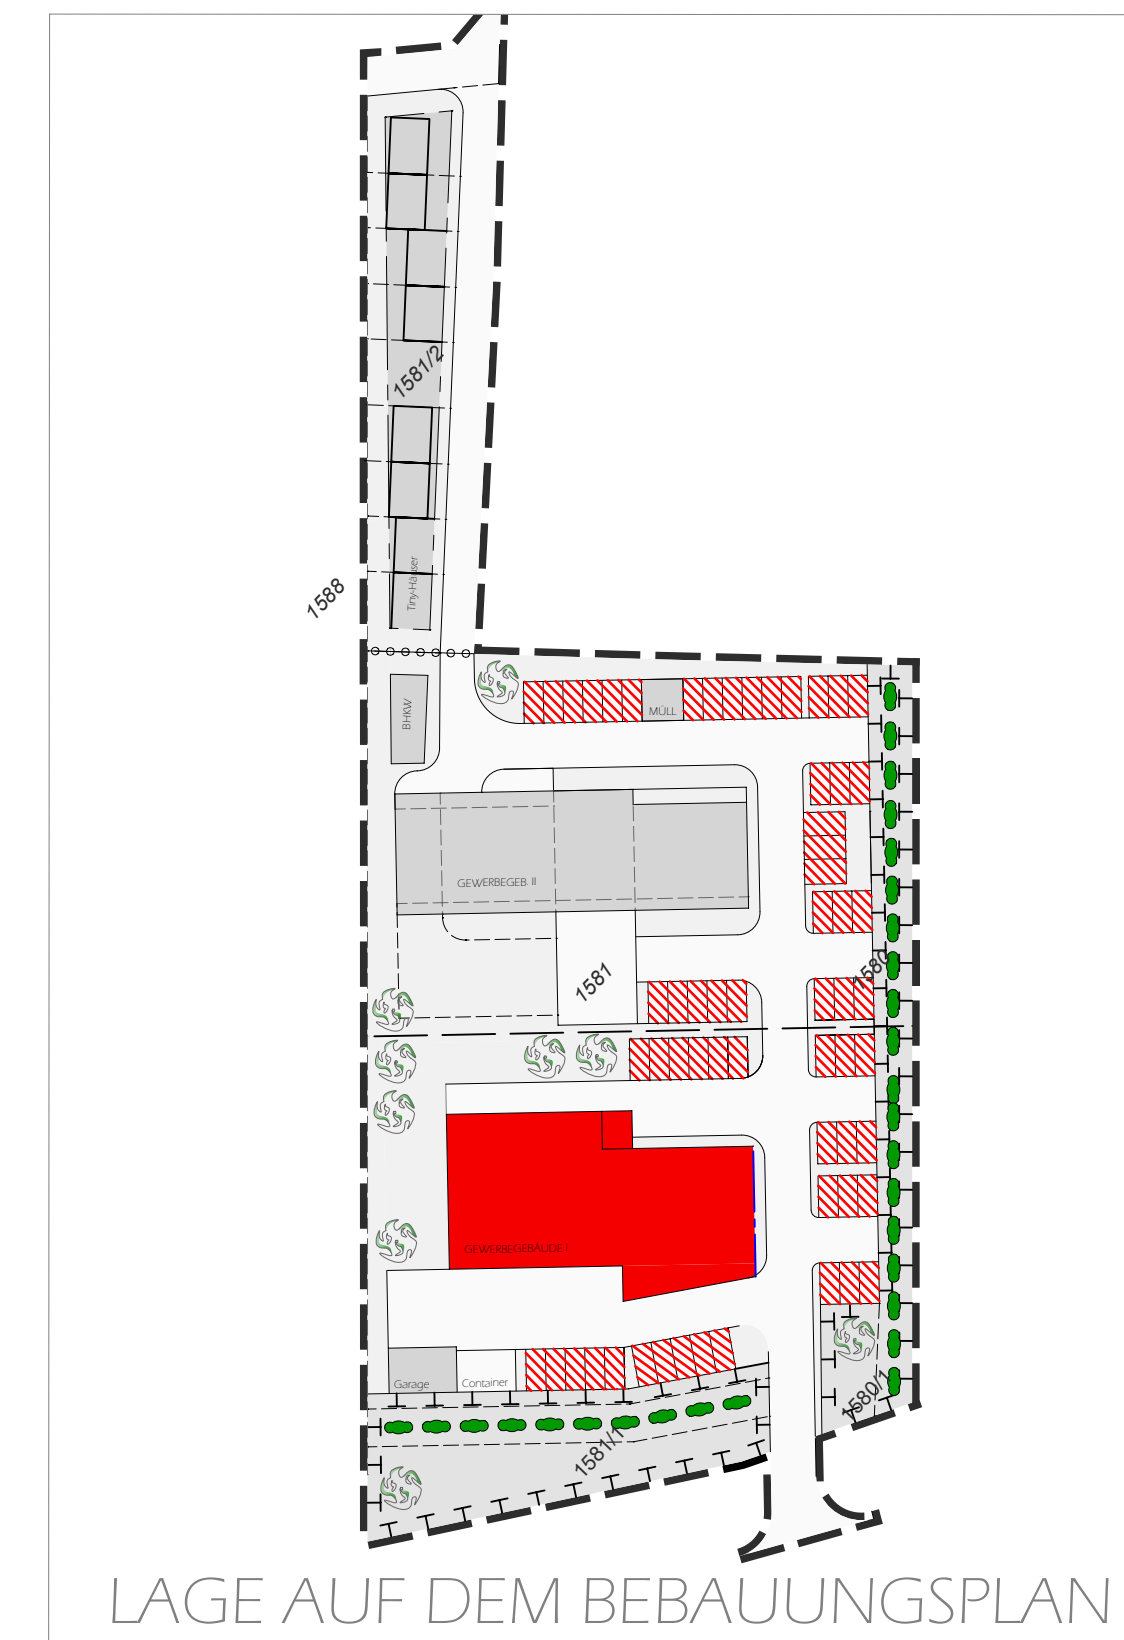 1581/2
Tiny-Häuser
1588
BHKW
MÜLL
GEWERBEGEB. II
1580
1581
GEWERBEGEBÄUDE I
Garage
Container
1580/1
1581/1
LAGE AUF DEM BEBAUUNGSPLAN